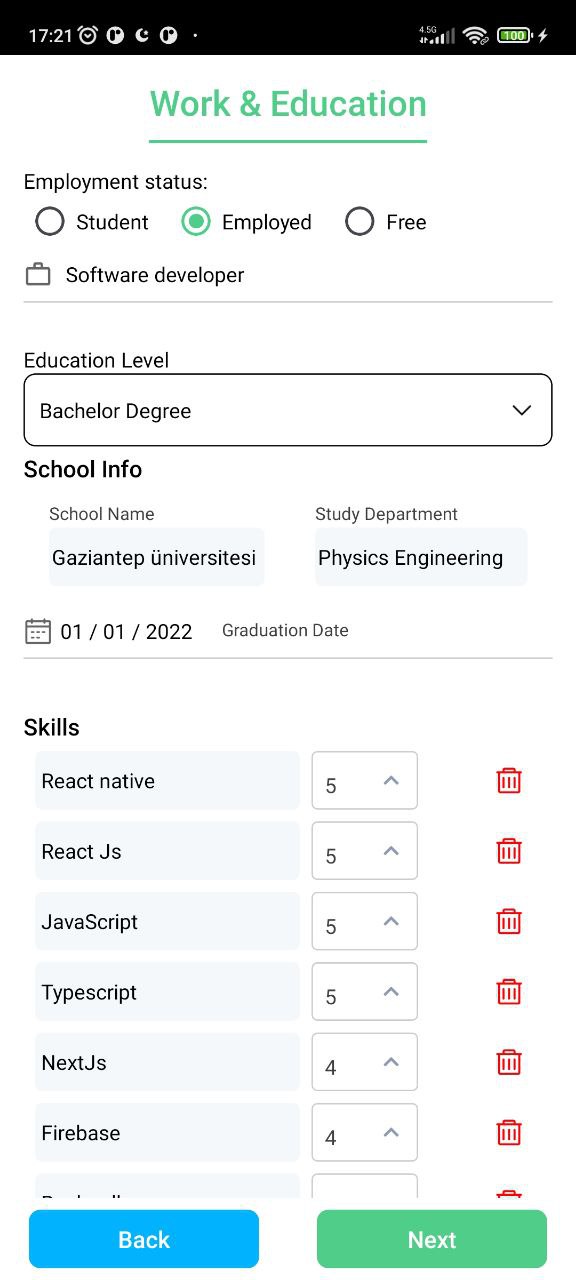 17:21 4.5G 100
Work & Education
Employment status:
Student Employed Free
Software developer
Education Level
Bachelor Degree
School Info
School Name Study Department
Gaziantep üniversitesi Physics Engineering
01 / 01 / 2022 Graduation Date
Skills
React native 5
React Js 5
JavaScript 5
Typescript 5
NextJs 4
Firebase 4
Back Next